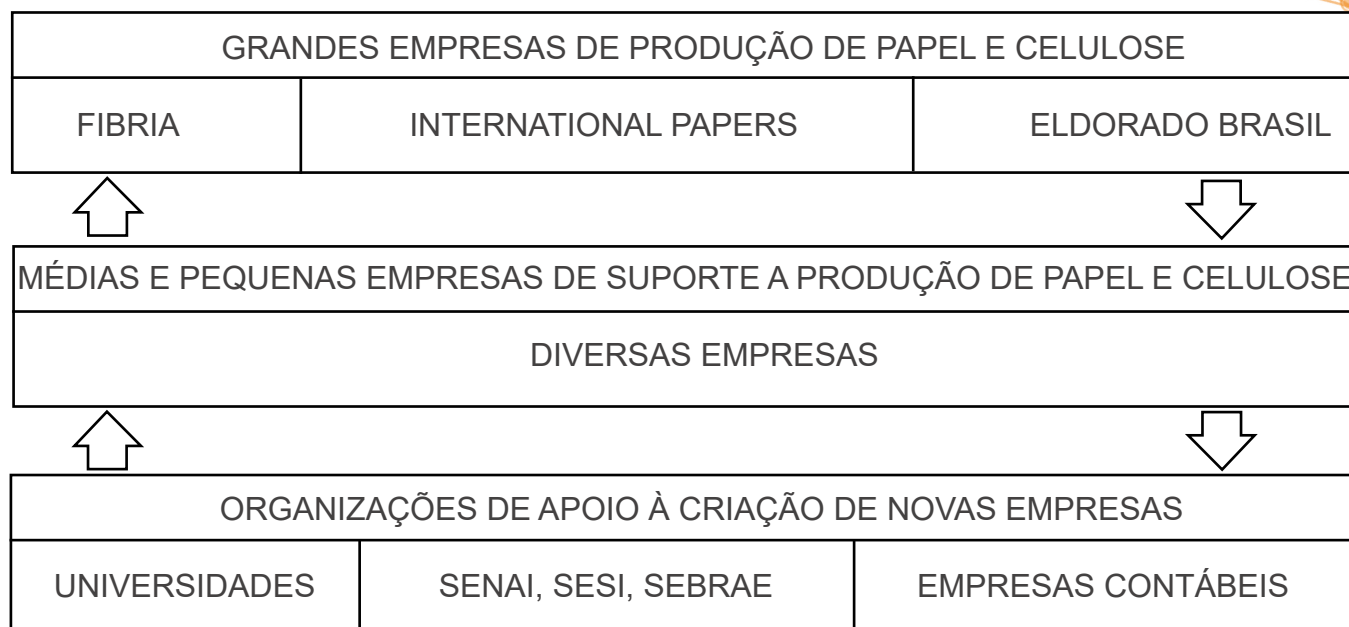 GRANDES EMPRESAS DE PRODUÇÃO DE PAPEL E CELULOSE
FIBRIA INTERNATIONAL PAPERS ELDORADO BRASIL
MÉDIAS E PEQUENAS EMPRESAS DE SUPORTE A PRODUÇÃO DE PAPEL E CELULOSE
DIVERSAS EMPRESAS
ORGANIZAÇÕES DE APOIO À CRIAÇÃO DE NOVAS EMPRESAS
UNIVERSIDADES SENAI, SESI, SEBRAE EMPRESAS CONTÁBEIS